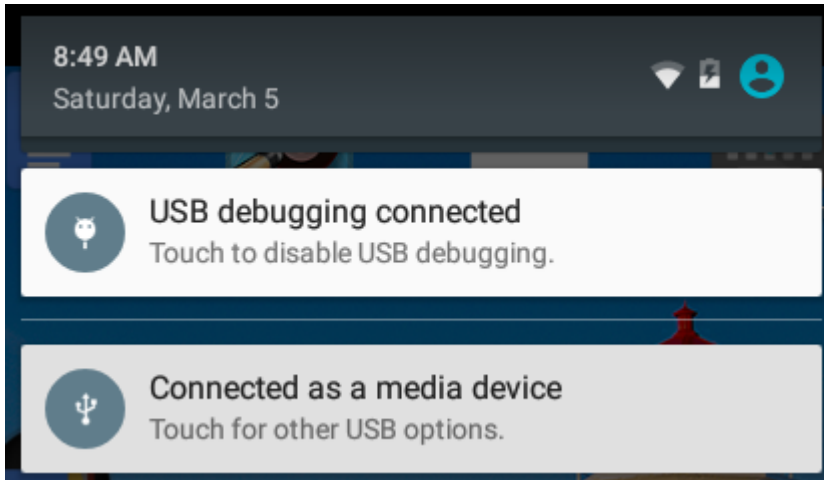 8:49 AM
Saturday, March 5
USB debugging connected
Touch to disable USB debugging.
Connected as a media device
Touch for other USB options.